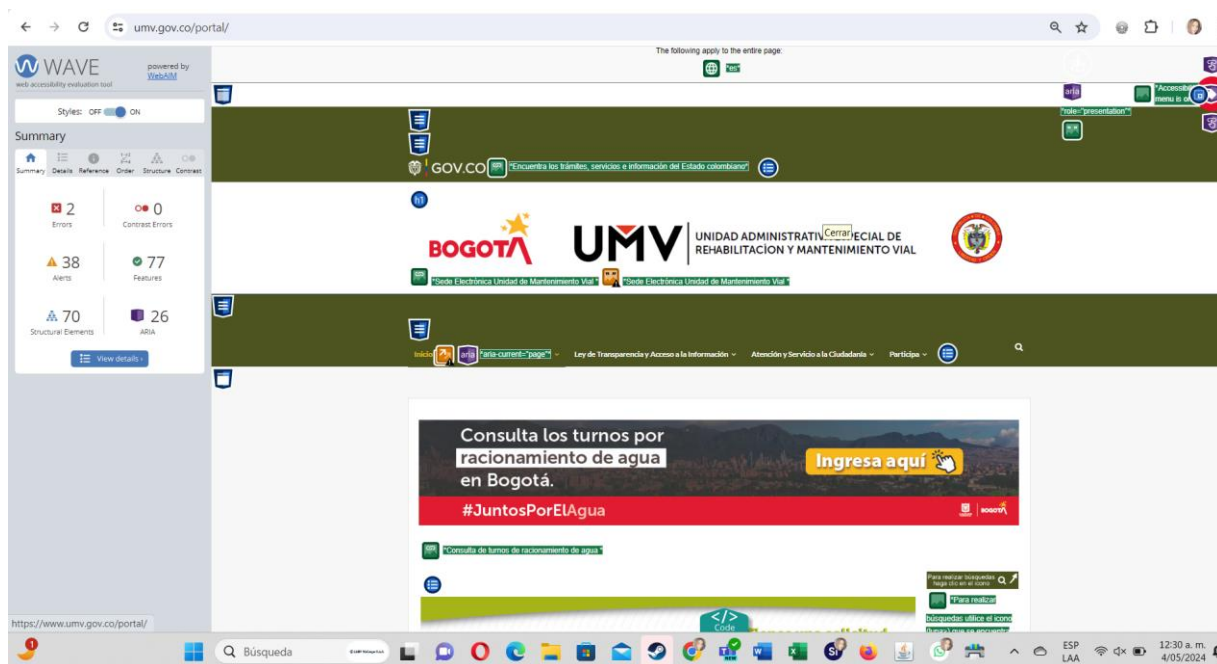 umv.gov.co/portal/
WAVE
web accessibility evaluation tool
powered by
WebAIM
Styles: OFF ON
Summary
Summary Details Reference Order Structure Contrast
2
Errors
0
Contrast Errors
38
Alerts
77
Features
70
Structural Elements
26
ARIA
View details ›
The following apply to the entire page:
*es*
aria
*role="presentation"*
GOV.CO *Encuentra los trámites, servicios e información del Estado colombiano*
h1
BOGOTÁ
UMV
UNIDAD ADMINISTRATIV
ECIAL DE
REHABILITACÍON Y MANTENIMIENTO VIAL
Cerrar
*Sede Electrónica Unidad de Mantenimiento Vial * *Sede Electrónica Unidad de Mantenimiento Vial *
Inicio aria *aria-current="page"* Ley de Transparencia y Acceso a la Información Atención y Servicio a la Ciudadanía Participa
Consulta los turnos por
racionamiento de agua
en Bogotá.
Ingresa aquí
#JuntosPorElAgua
BOGOTÁ
*Consulta de turnos de racionamiento de agua *
Para realizar búsquedas
haga clic en el icono
*Para realizar
búsquedas utilice el icono
</>
Code
https://www.umv.gov.co/portal/
Búsqueda
NEW
ESP
LAA
12:30 a. m.
4/05/2024